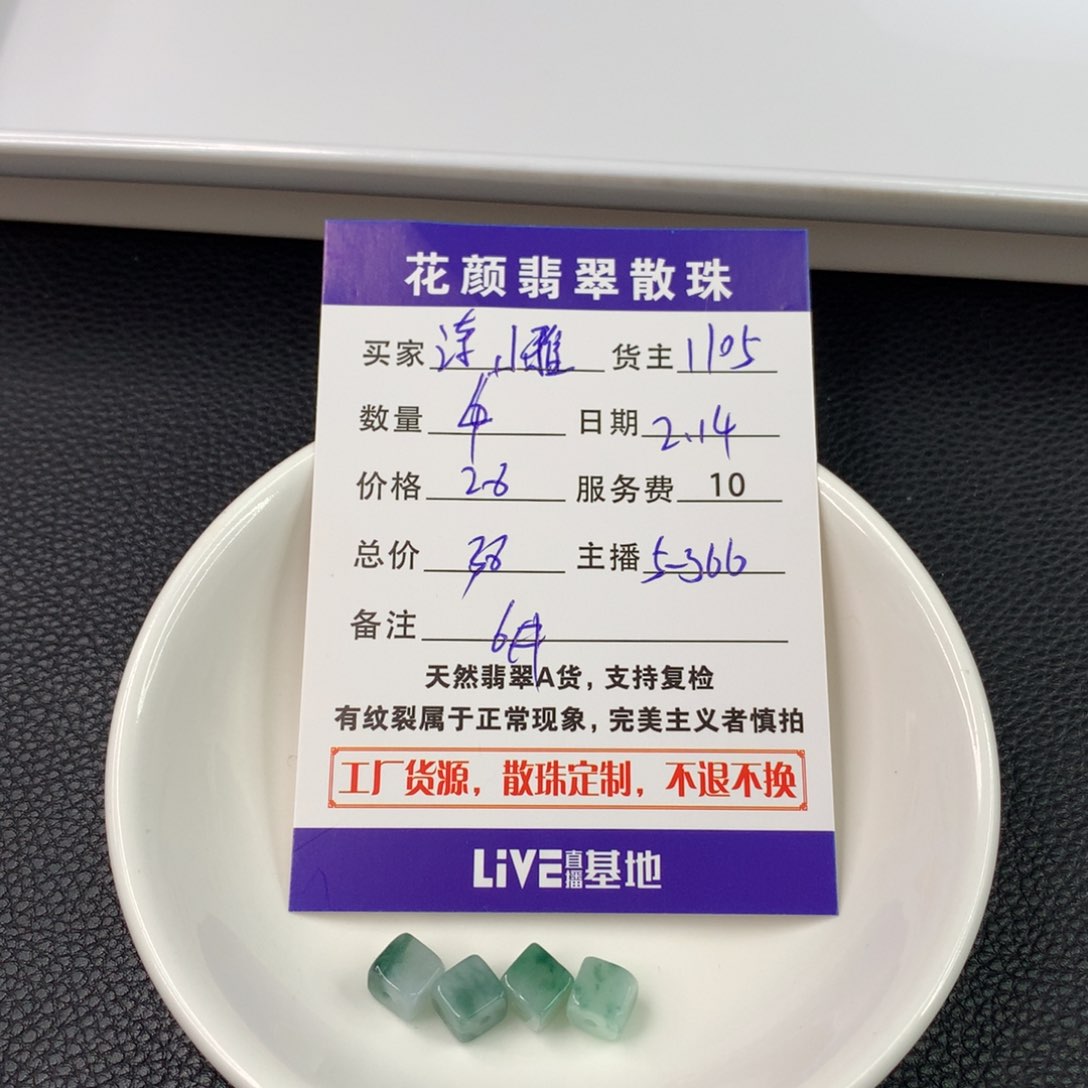 花颜翡翠散珠
买家 货主 1105
数量 4 日期 2.14
价格 28 服务费 10
总价 38 主播 5-366
备注 6件
天然翡翠A货,支持复检
有纹裂属于正常现象,完美主义者慎拍
工厂货源,散珠定制,不退不换
LiVE直播基地